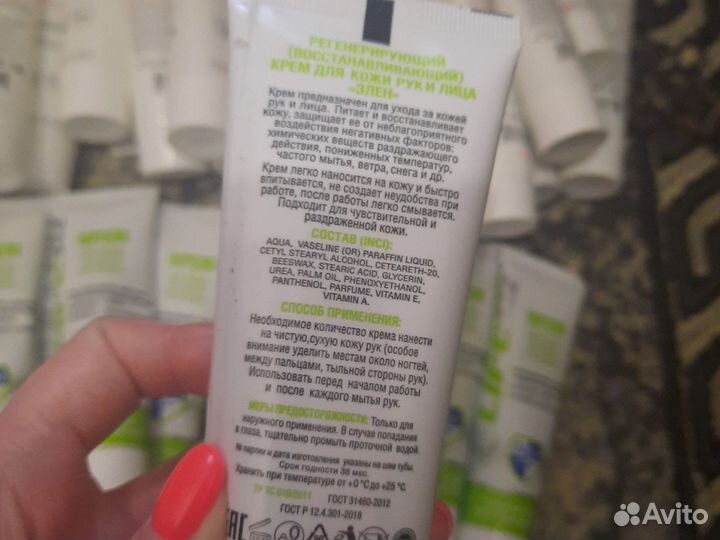 РЕГЕНЕРИРУЮЩИЙ
(ВОССТАНАВЛИВАЮЩИЙ)
КРЕМ ДЛЯ КОЖИ РУК И ЛИЦА
«ЭЛЕН»
Крем предназначен для ухода за кожей
рук и лица. Питает и восстанавливает
кожу, защищает ее от неблагоприятного
воздействия негативных факторов:
химических веществ раздражающего
действия, пониженных температур,
частого мытья, ветра, снега и др.
Крем легко наносится на кожу и быстро
впитывается, не создает неудобства при
работе, после работы легко смывается.
Подходит для чувствительной и
раздраженной кожи.
СОСТАВ (INCI):
AQUA, VASELINE (OR) PARAFFIN LIQUID,
CETYL STEARYL ALCOHOL, CETEARETH-20,
BEESWAX, STEARIC ACID, GLYCERIN,
UREA, PALM OIL, PHENOXYETHANOL,
PANTHENOL, PARFUME, VITAMIN E,
VITAMIN A.
СПОСОБ ПРИМЕНЕНИЯ:
Необходимое количество крема нанести
на чистую,сухую кожу рук (особое
внимание уделить местам около ногтей,
между пальцами, тыльной стороны рук).
Использовать перед началом работы
и после каждого мытья рук.
МЕРЫ ПРЕДОСТОРОЖНОСТИ: Только для
наружного применения. В случае попадания
в глаза, тщательно промыть проточной водой.
N партии и дата изготовления указаны на шве тубы.
Срок годности 36 мес.
Хранить при температуре от +0°C до +25 °C
ТР ТС 019/2011 ГОСТ 31460-2012
ГОСТ Р 12.4.301-2018
EAC
Avito